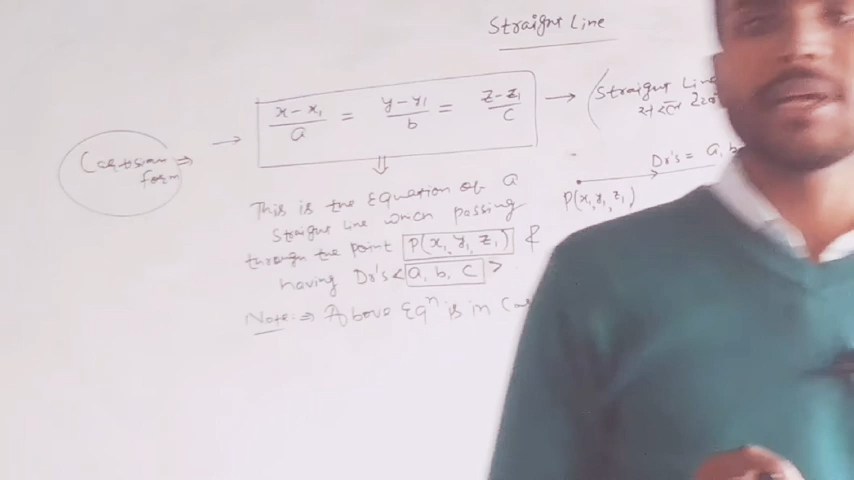 Straight Line
Cartesian form ⇒ → (x - x₁)/a = (y - y₁)/b = (z - z₁)/c → ( Straight Line
⇓
Dr's = a, b
P(x₁, y₁, z₁)
This is the Equation of a
Straight Line which passing
through the point P(x₁, y₁, z₁) &
having Dr's < a, b, c >
Note: ⇒ Above Eqⁿ is in